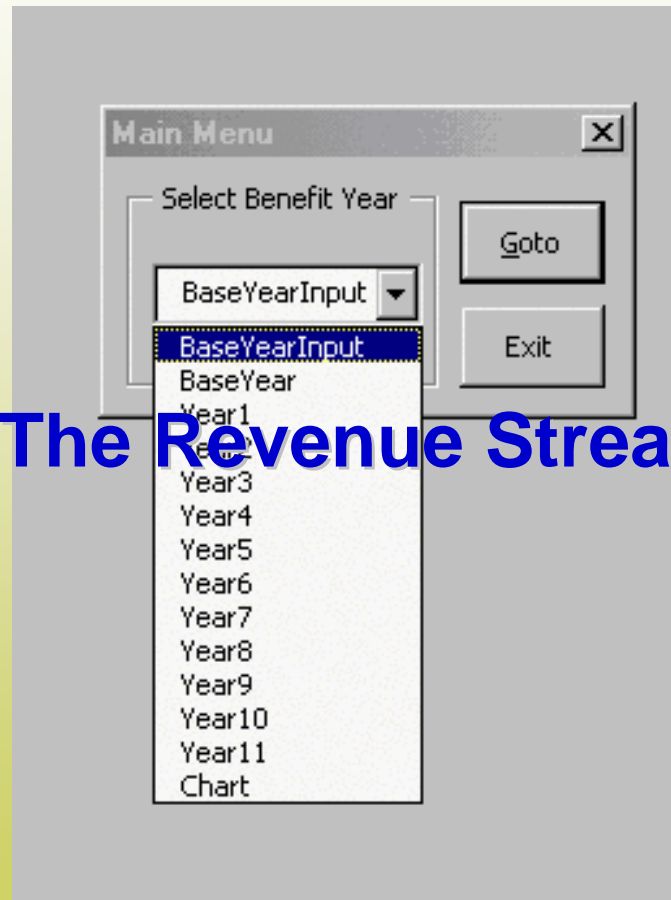 Main Menu
Select Benefit Year
Goto
BaseYearInput
Exit
BaseYearInput
BaseYear
Year1
The Revenue Strea
Year3
Year4
Year5
Year6
Year7
Year8
Year9
Year10
Year11
Chart